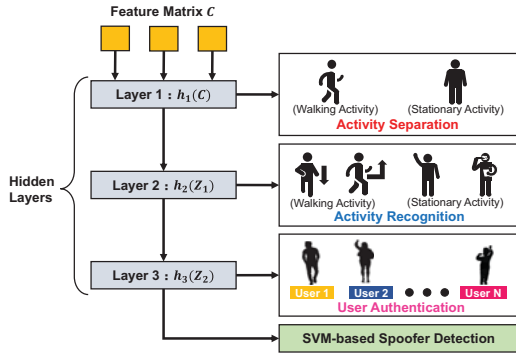 Feature Matrix C
Layer 1 : h₁(C)
(Walking Activity) (Stationary Activity)
Activity Separation
Hidden
Layers
Layer 2 : h₂(Z₁)
(Walking Activity) (Stationary Activity)
Activity Recognition
Layer 3 : h₃(Z₂)
User 1 User 2 User N
User Authentication
SVM-based Spoofer Detection